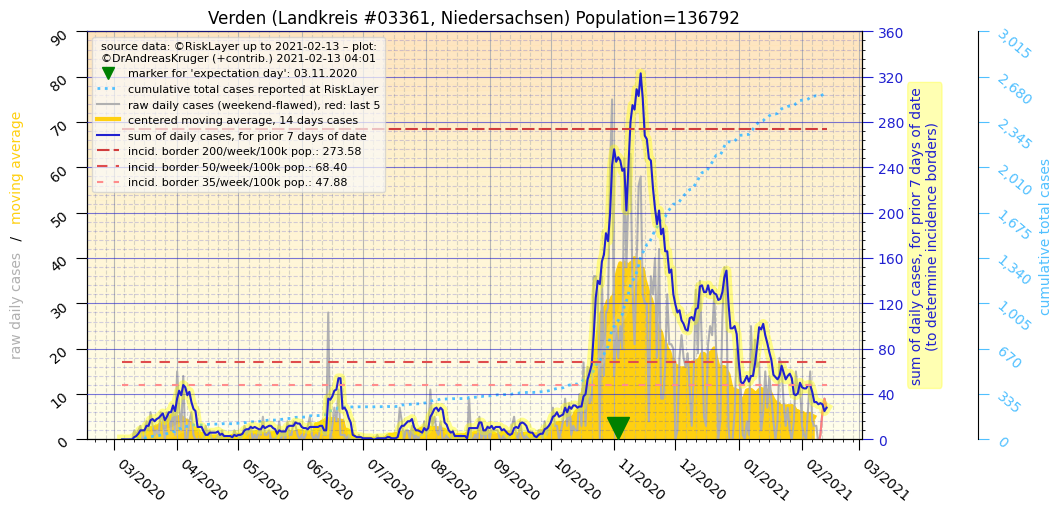 Verden (Landkreis #03361, Niedersachsen) Population=136792
source data: ©RiskLayer up to 2021-02-13 – plot:
©DrAndreasKruger (+contrib.) 2021-02-13 04:01
marker for 'expectation day': 03.11.2020
cumulative total cases reported at RiskLayer
raw daily cases (weekend-flawed), red: last 5
centered moving average, 14 days cases
sum of daily cases, for prior 7 days of date
incid. border 200/week/100k pop.: 273.58
incid. border 50/week/100k pop.: 68.40
incid. border 35/week/100k pop.: 47.88
raw daily cases / moving average
90
80
70
60
50
40
30
20
10
0
03/2020
04/2020
05/2020
06/2020
07/2020
08/2020
09/2020
10/2020
11/2020
12/2020
01/2021
02/2021
03/2021
360
320
280
240
200
160
120
80
40
0
sum of daily cases, for prior 7 days of date
(to determine incidence borders)
3,015
2,680
2,345
2,010
1,675
1,340
1,005
670
335
0
cumulative total cases